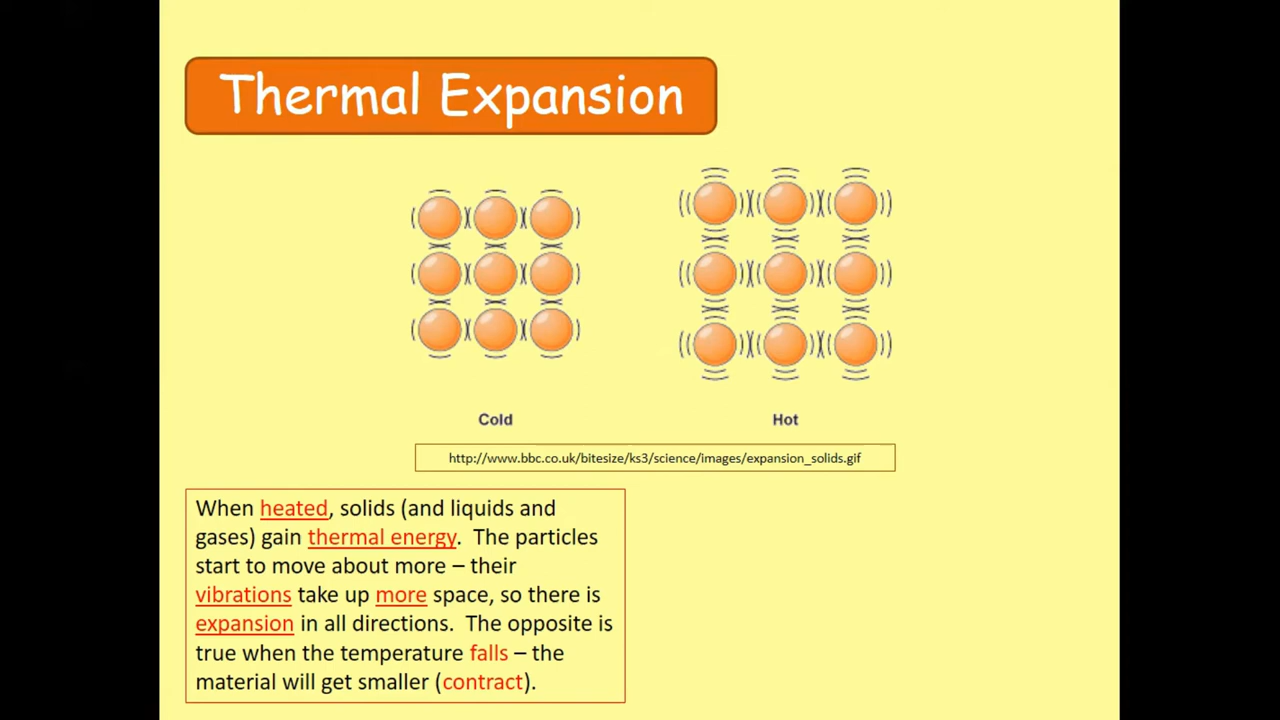 Thermal Expansion
Cold
Hot
http://www.bbc.co.uk/bitesize/ks3/science/images/expansion_solids.gif
When heated, solids (and liquids and
gases) gain thermal energy.  The particles
start to move about more – their
vibrations take up more space, so there is
expansion in all directions.  The opposite is
true when the temperature falls – the
material will get smaller (contract).